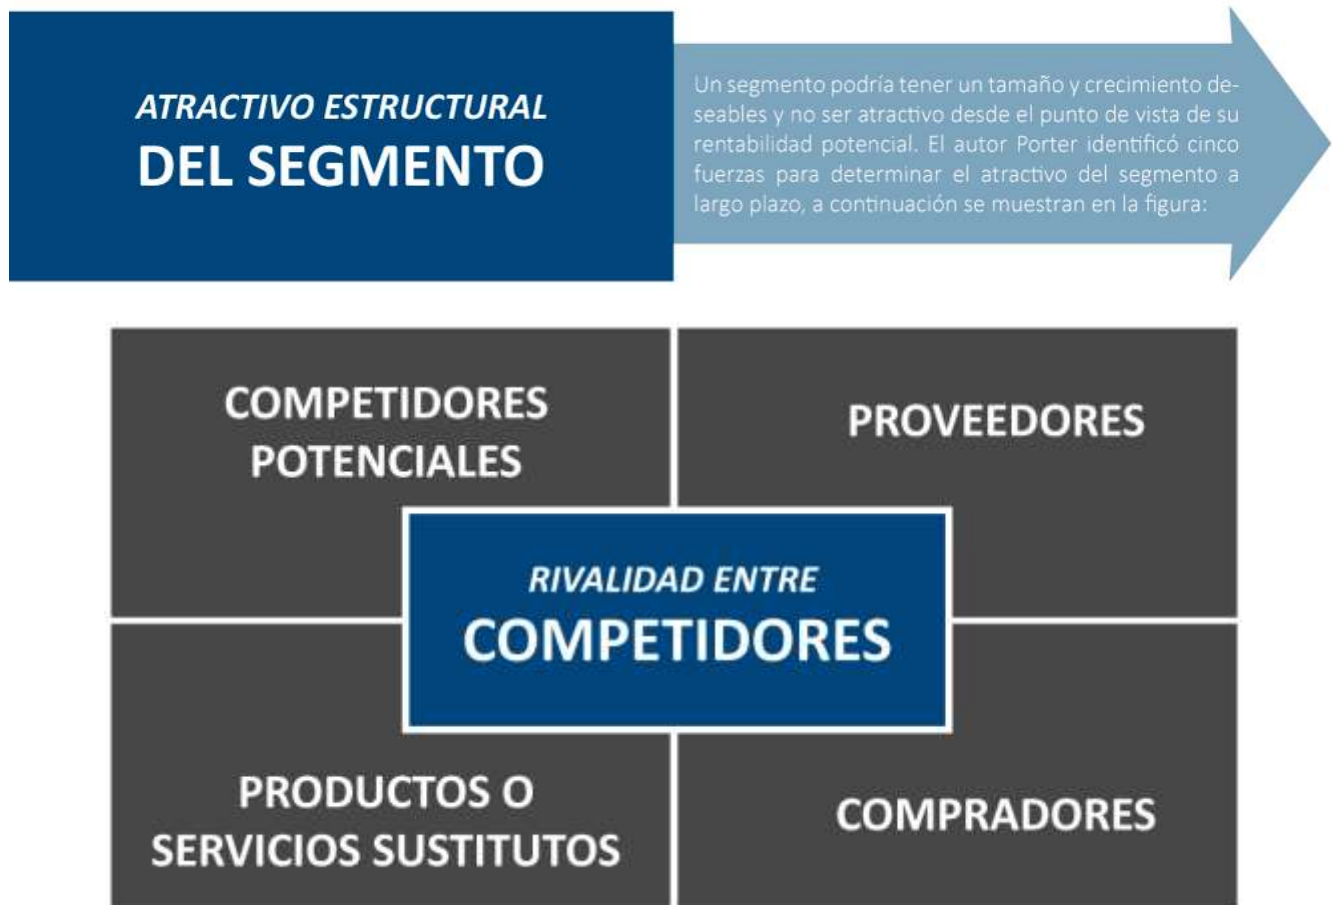 ATRACTIVO ESTRUCTURAL
DEL SEGMENTO
Un segmento podría tener un tamaño y crecimiento de-
seables y no ser atractivo desde el punto de vista de su
rentabilidad potencial. El autor Porter identificó cinco
fuerzas para determinar el atractivo del segmento a
largo plazo, a continuación se muestran en la figura:
COMPETIDORES
POTENCIALES
PROVEEDORES
RIVALIDAD ENTRE
COMPETIDORES
PRODUCTOS O
SERVICIOS SUSTITUTOS
COMPRADORES